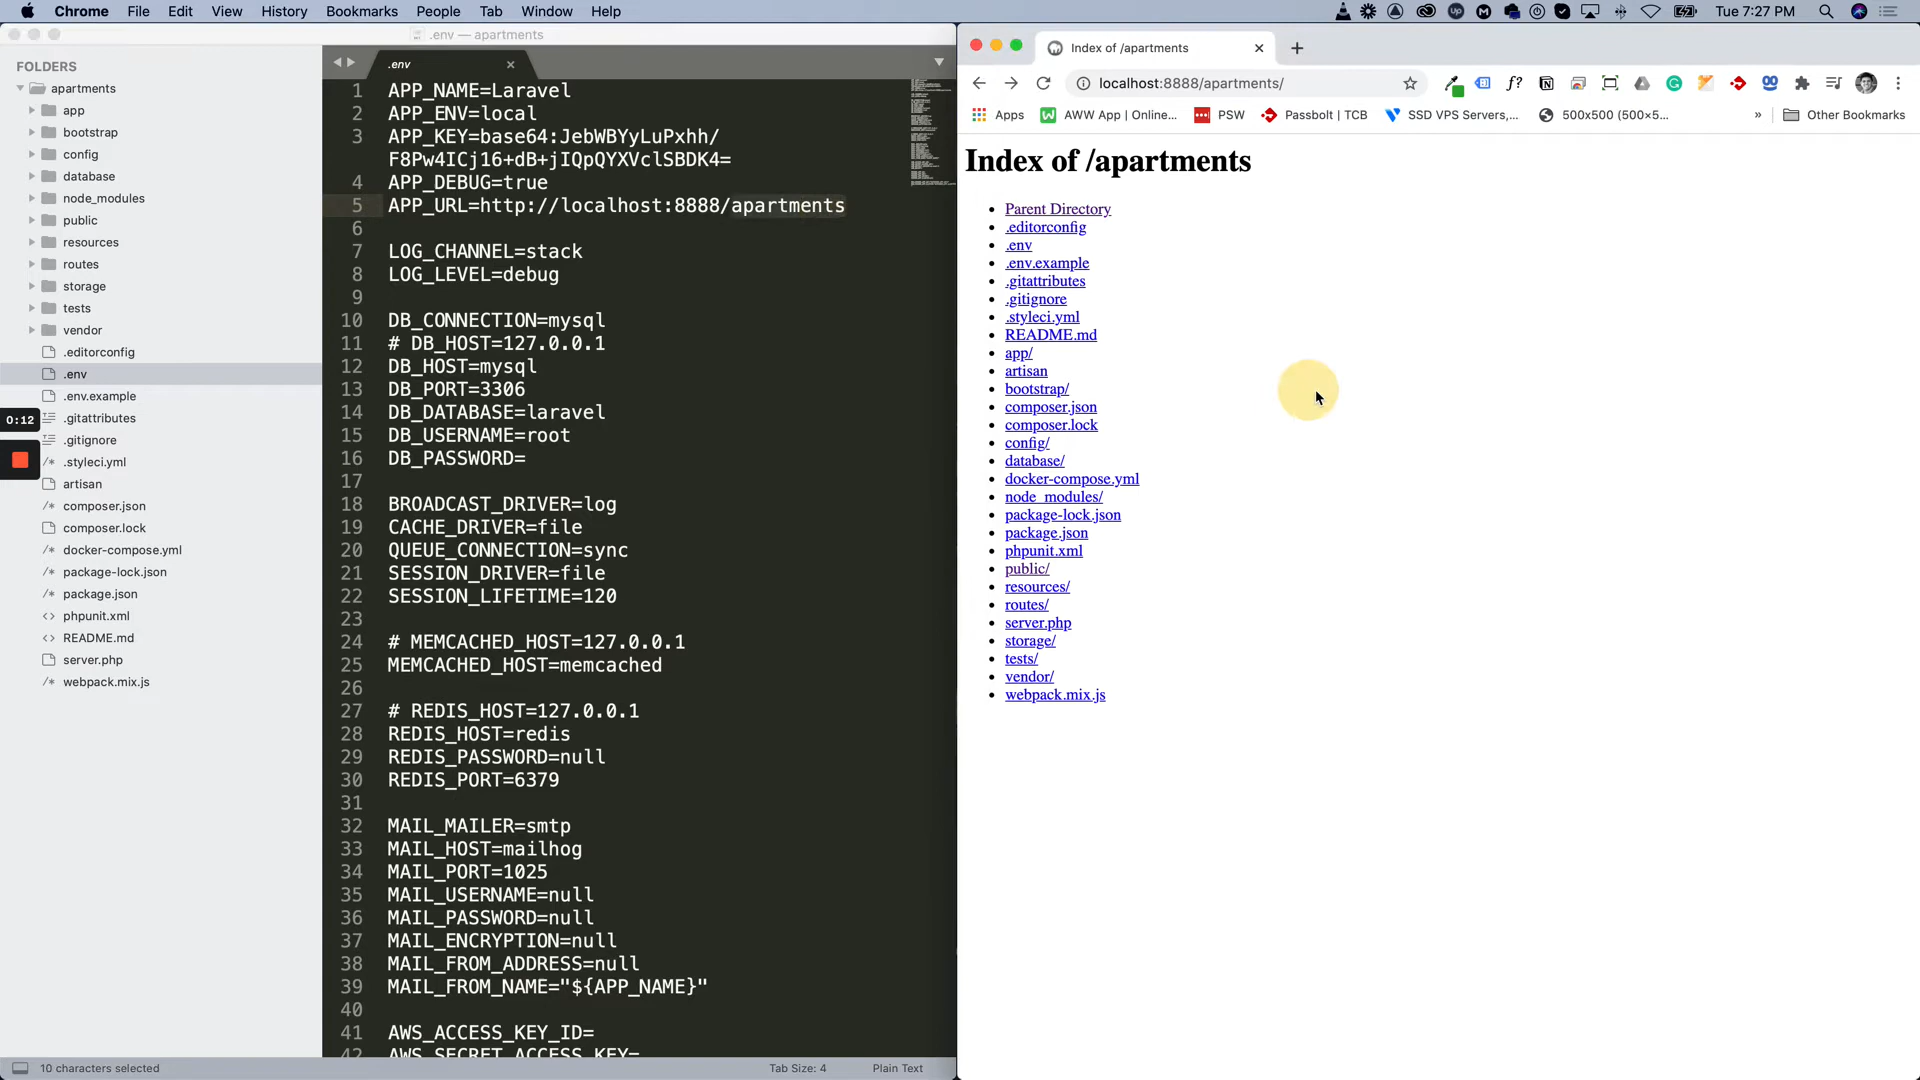 Chrome File Edit View History Bookmarks People Tab Window Help
Tue 7:27 PM
.env — apartments
FOLDERS
apartments
app
bootstrap
config
database
node_modules
public
resources
routes
storage
tests
vendor
.editorconfig
.env
.env.example
.gitattributes
.gitignore
.styleci.yml
artisan
composer.json
composer.lock
docker-compose.yml
package-lock.json
package.json
phpunit.xml
README.md
server.php
webpack.mix.js
0:12
.env
1 APP_NAME=Laravel
2 APP_ENV=local
3 APP_KEY=base64:JebWBYyLuPxhh/
F8Pw4ICj16+dB+jIQpQYXVclSBDK4=
4 APP_DEBUG=true
5 APP_URL=http://localhost:8888/apartments
6
7 LOG_CHANNEL=stack
8 LOG_LEVEL=debug
9
10 DB_CONNECTION=mysql
11 # DB_HOST=127.0.0.1
12 DB_HOST=mysql
13 DB_PORT=3306
14 DB_DATABASE=laravel
15 DB_USERNAME=root
16 DB_PASSWORD=
17
18 BROADCAST_DRIVER=log
19 CACHE_DRIVER=file
20 QUEUE_CONNECTION=sync
21 SESSION_DRIVER=file
22 SESSION_LIFETIME=120
23
24 # MEMCACHED_HOST=127.0.0.1
25 MEMCACHED_HOST=memcached
26
27 # REDIS_HOST=127.0.0.1
28 REDIS_HOST=redis
29 REDIS_PASSWORD=null
30 REDIS_PORT=6379
31
32 MAIL_MAILER=smtp
33 MAIL_HOST=mailhog
34 MAIL_PORT=1025
35 MAIL_USERNAME=null
36 MAIL_PASSWORD=null
37 MAIL_ENCRYPTION=null
38 MAIL_FROM_ADDRESS=null
39 MAIL_FROM_NAME="${APP_NAME}"
40
41 AWS_ACCESS_KEY_ID=
42 AWS_SECRET_ACCESS_KEY=
10 characters selected
Tab Size: 4
Plain Text
Index of /apartments
localhost:8888/apartments/
Apps
AWW App | Online...
PSW
Passbolt | TCB
SSD VPS Servers,...
500x500 (500×5...
»
Other Bookmarks
Index of /apartments
Parent Directory
.editorconfig
.env
.env.example
.gitattributes
.gitignore
.styleci.yml
README.md
app/
artisan
bootstrap/
composer.json
composer.lock
config/
database/
docker-compose.yml
node_modules/
package-lock.json
package.json
phpunit.xml
public/
resources/
routes/
server.php
storage/
tests/
vendor/
webpack.mix.js